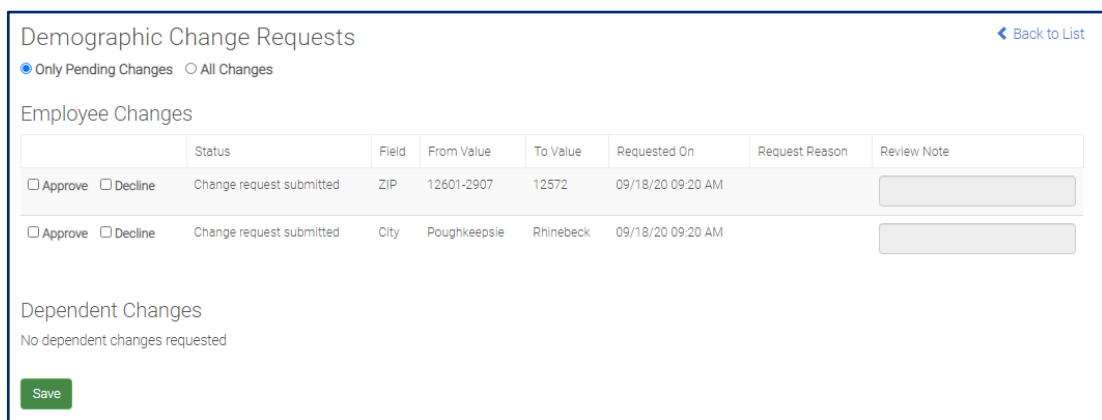 Demographic Change Requests
Back to List
Only Pending Changes All Changes
Employee Changes
Status Field From Value To Value Requested On Request Reason Review Note
Approve Decline Change request submitted ZIP 12601-2907 12572 09/18/20 09:20 AM
Approve Decline Change request submitted City Poughkeepsie Rhinebeck 09/18/20 09:20 AM
Dependent Changes
No dependent changes requested
Save